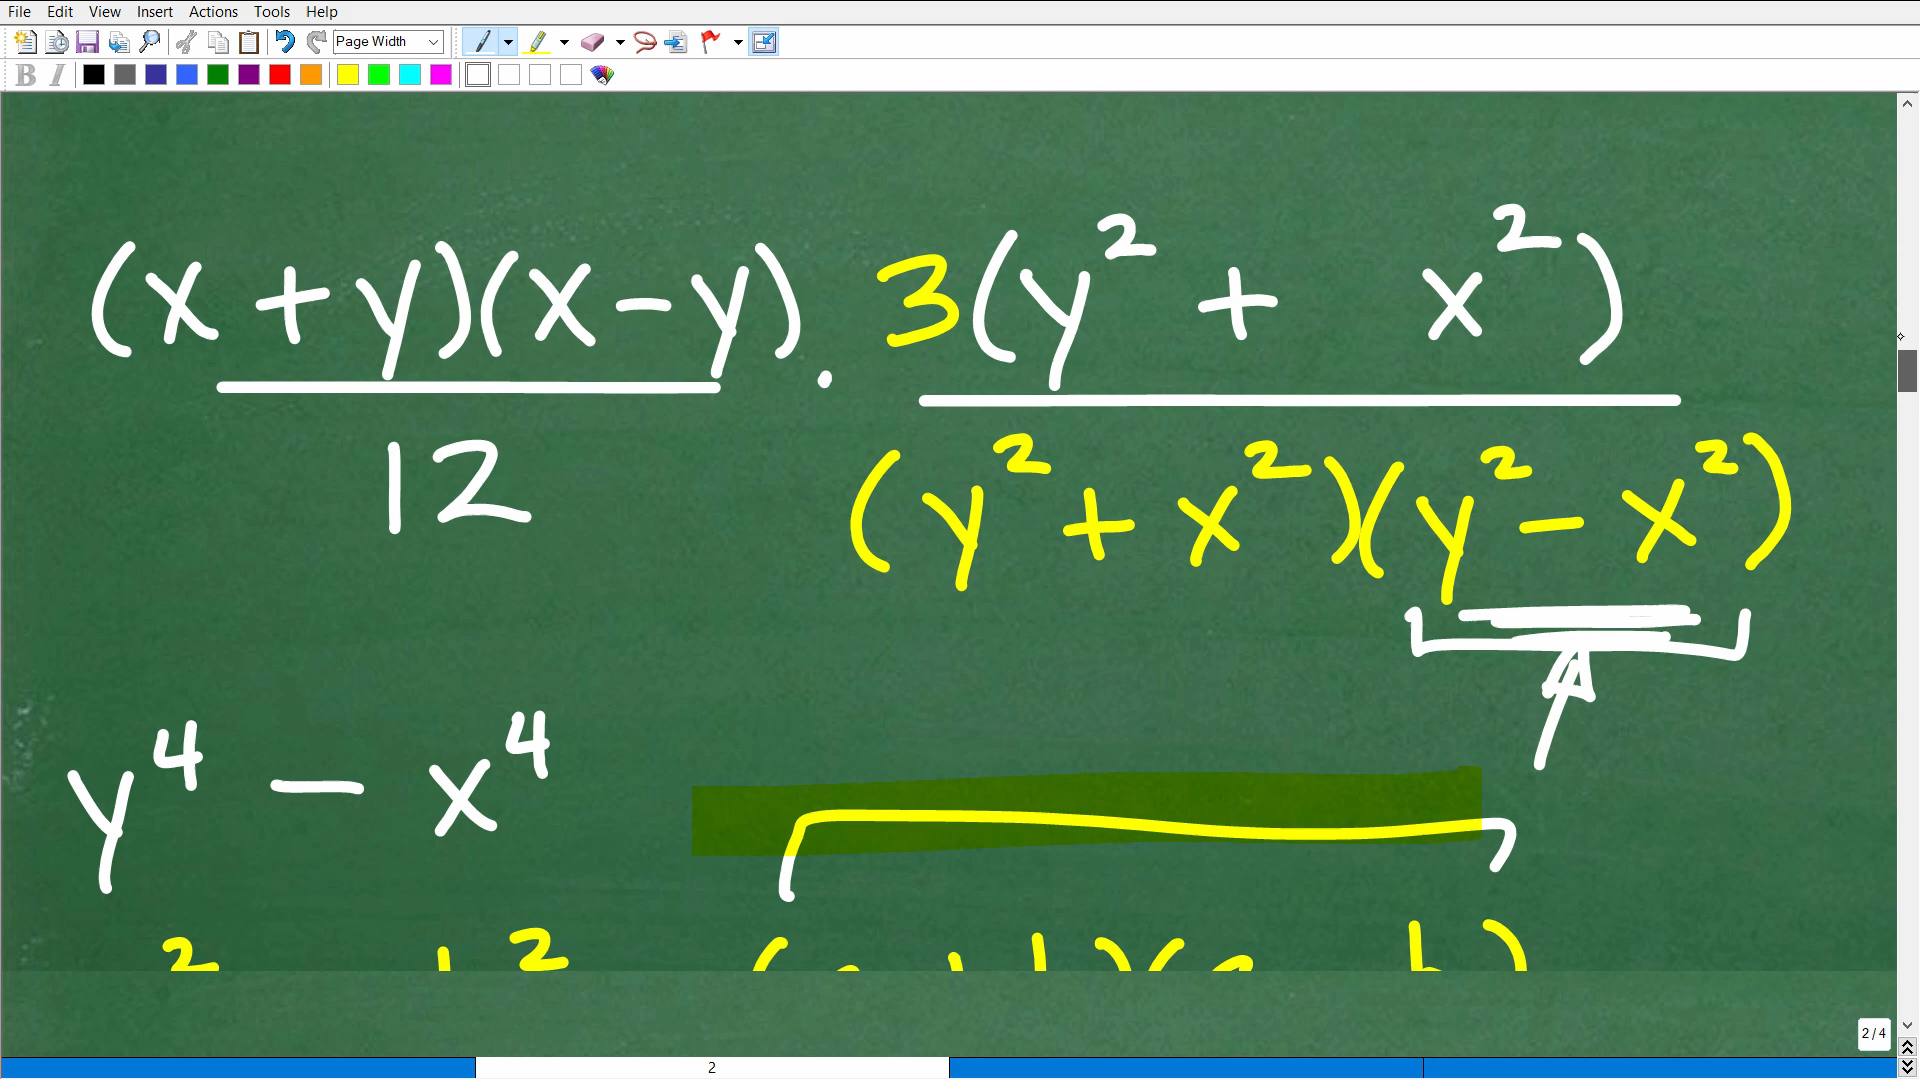 File Edit View Insert Actions Tools Help
Page Width
B I
(x + y)(x - y) · 3(y² + x²)
12 (y² + x²)(y² - x²)
y⁴ - x⁴
2/4
2